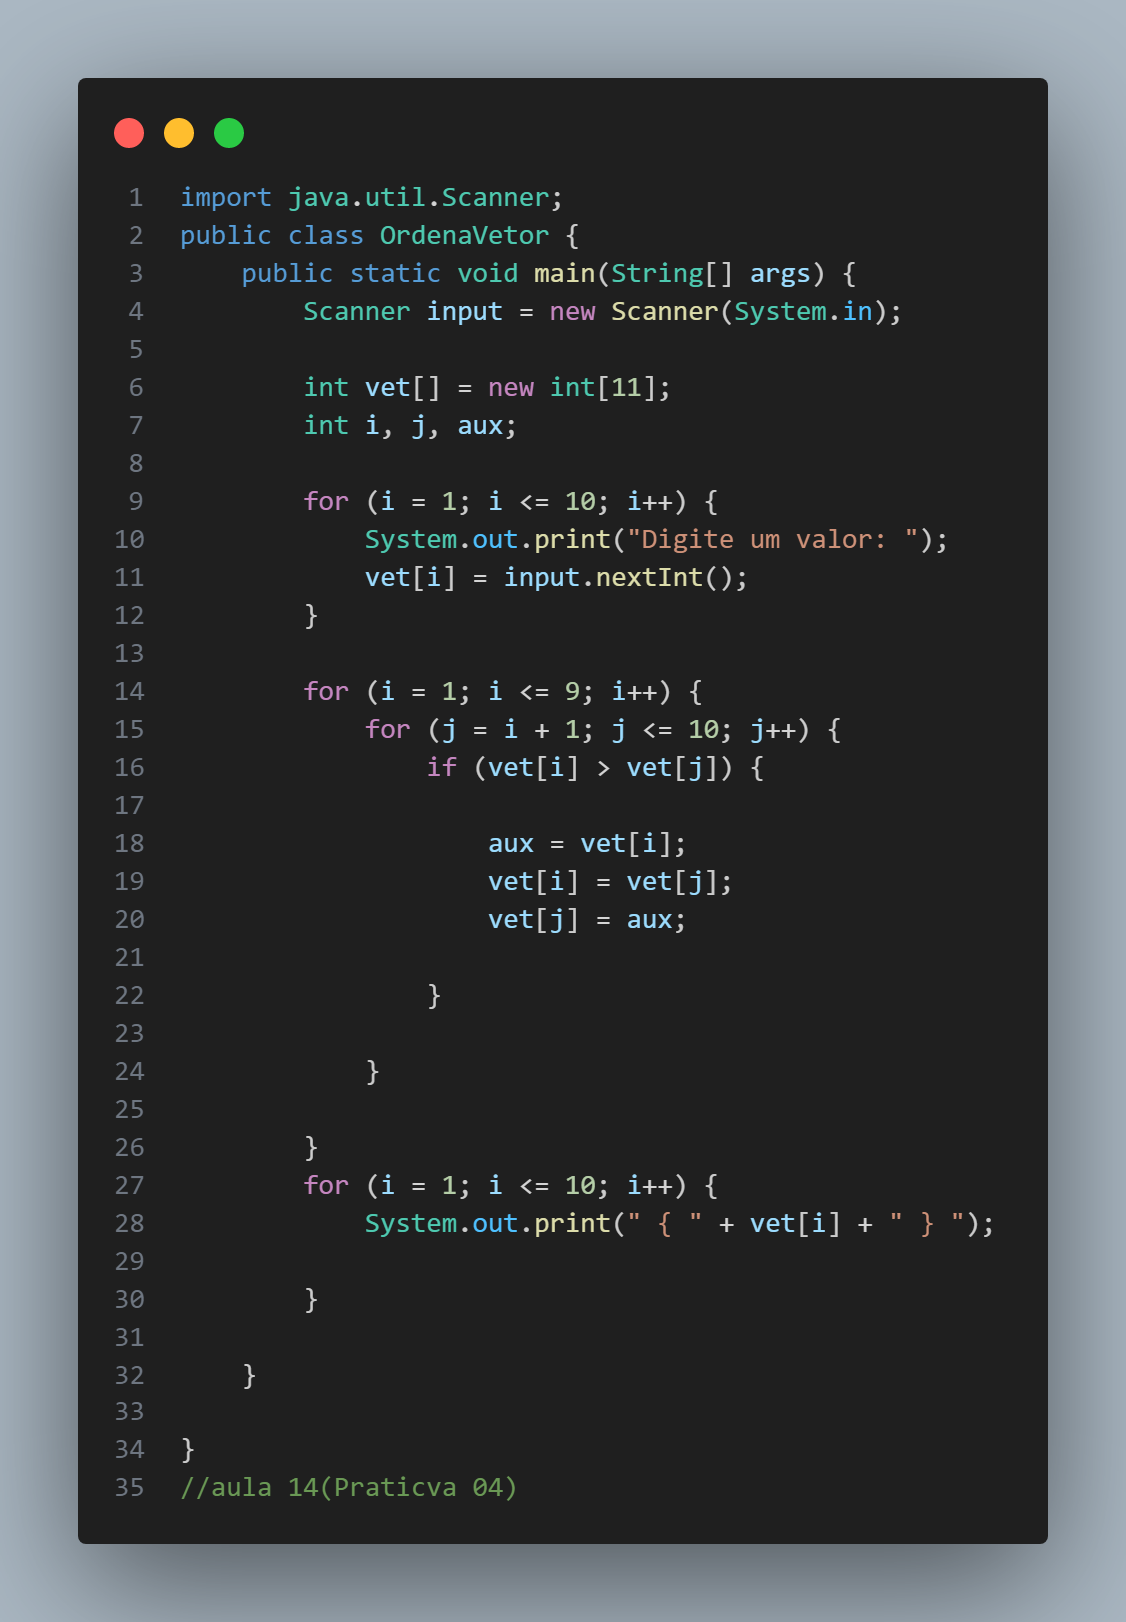 1 import java.util.Scanner;
2 public class OrdenaVetor {
3     public static void main(String[] args) {
4         Scanner input = new Scanner(System.in);
5
6         int vet[] = new int[11];
7         int i, j, aux;
8
9         for (i = 1; i <= 10; i++) {
10             System.out.print("Digite um valor: ");
11             vet[i] = input.nextInt();
12         }
13
14         for (i = 1; i <= 9; i++) {
15             for (j = i + 1; j <= 10; j++) {
16                 if (vet[i] > vet[j]) {
17
18                     aux = vet[i];
19                     vet[i] = vet[j];
20                     vet[j] = aux;
21
22                 }
23
24             }
25
26         }
27         for (i = 1; i <= 10; i++) {
28             System.out.print(" { " + vet[i] + " } ");
29
30         }
31
32     }
33
34 }
35 //aula 14(Praticva 04)